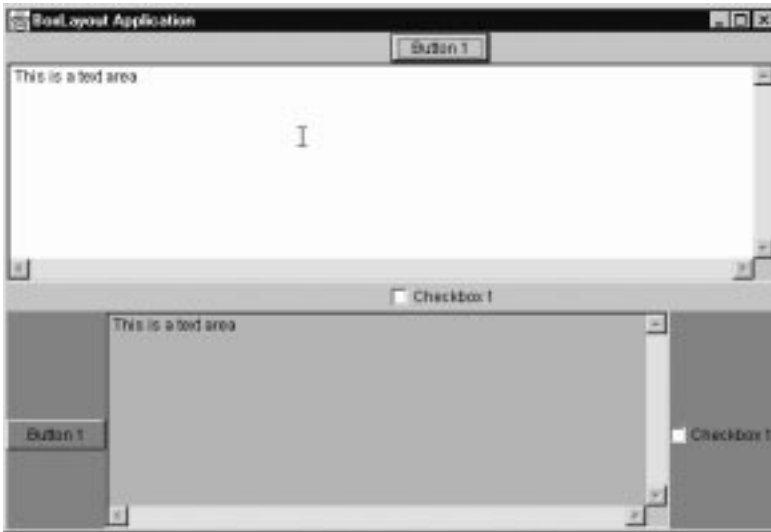 BoxLayout Application
Button 1
This is a text area
Checkbox 1
This is a text area
Button 1
Checkbox 1